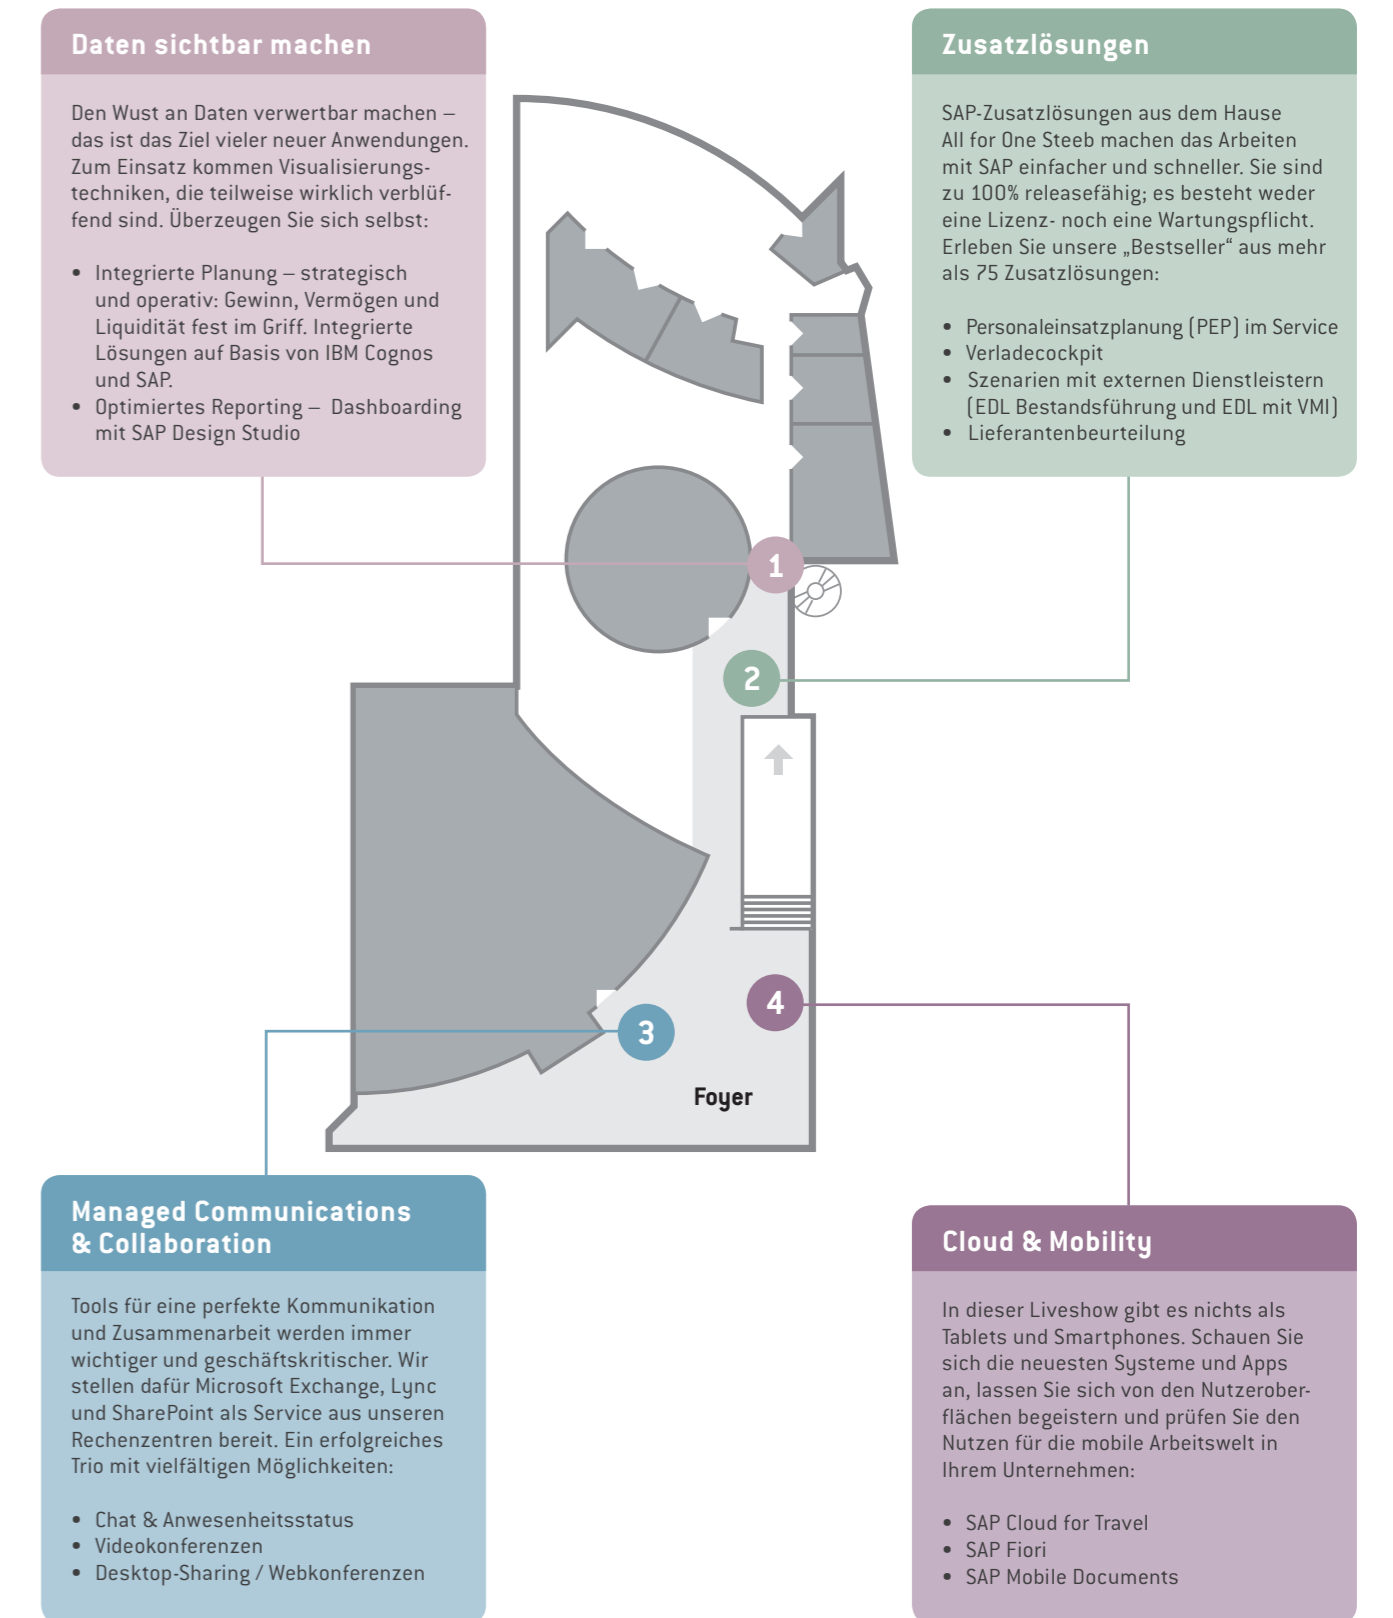 Daten sichtbar machen
Den Wust an Daten verwertbar machen –
das ist das Ziel vieler neuer Anwendungen.
Zum Einsatz kommen Visualisierungs-
techniken, die teilweise wirklich verblüf-
fend sind. Überzeugen Sie sich selbst:
• Integrierte Planung – strategisch
und operativ: Gewinn, Vermögen und
Liquidität fest im Griff. Integrierte
Lösungen auf Basis von IBM Cognos
und SAP.
• Optimiertes Reporting – Dashboarding
mit SAP Design Studio
Zusatzlösungen
SAP-Zusatzlösungen aus dem Hause
All for One Steeb machen das Arbeiten
mit SAP einfacher und schneller. Sie sind
zu 100% releasefähig; es besteht weder
eine Lizenz- noch eine Wartungspflicht.
Erleben Sie unsere „Bestseller“ aus mehr
als 75 Zusatzlösungen:
• Personaleinsatzplanung (PEP) im Service
• Verladecockpit
• Szenarien mit externen Dienstleistern
(EDL Bestandsführung und EDL mit VMI)
• Lieferantenbeurteilung
1
2
3
4
Foyer
Managed Communications
& Collaboration
Tools für eine perfekte Kommunikation
und Zusammenarbeit werden immer
wichtiger und geschäftskritischer. Wir
stellen dafür Microsoft Exchange, Lync
und SharePoint als Service aus unseren
Rechenzentren bereit. Ein erfolgreiches
Trio mit vielfältigen Möglichkeiten:
• Chat & Anwesenheitsstatus
• Videokonferenzen
• Desktop-Sharing / Webkonferenzen
Cloud & Mobility
In dieser Liveshow gibt es nichts als
Tablets und Smartphones. Schauen Sie
sich die neuesten Systeme und Apps
an, lassen Sie sich von den Nutzerober-
flächen begeistern und prüfen Sie den
Nutzen für die mobile Arbeitswelt in
Ihrem Unternehmen:
• SAP Cloud for Travel
• SAP Fiori
• SAP Mobile Documents